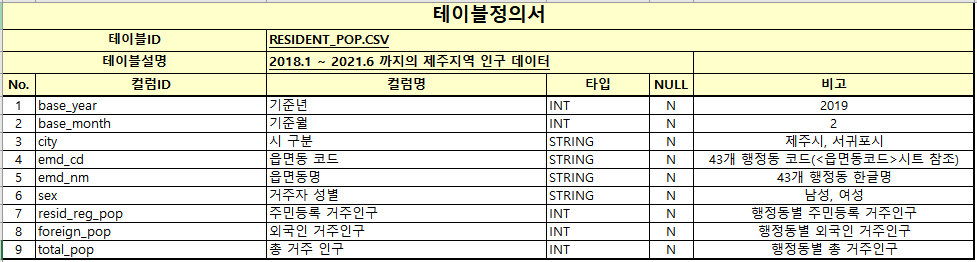 테이블정의서
테이블ID RESIDENT_POP.CSV
테이블설명 2018.1 ~ 2021.6 까지의 제주지역 인구 데이터
No. 컬럼ID 컬럼명 타입 NULL 비고
1 base_year 기준년 INT N 2019
2 base_month 기준월 INT N 2
3 city 시 구분 STRING N 제주시, 서귀포시
4 emd_cd 읍면동 코드 STRING N 43개 행정동 코드(<읍면동코드>시트 참조)
5 emd_nm 읍면동명 STRING N 43개 행정동 한글명
6 sex 거주자 성별 STRING N 남성, 여성
7 resid_reg_pop 주민등록 거주인구 INT N 행정동별 주민등록 거주인구
8 foreign_pop 외국인 거주인구 INT N 행정동별 외국인 거주인구
9 total_pop 총 거주 인구 INT N 행정동별 총 거주인구